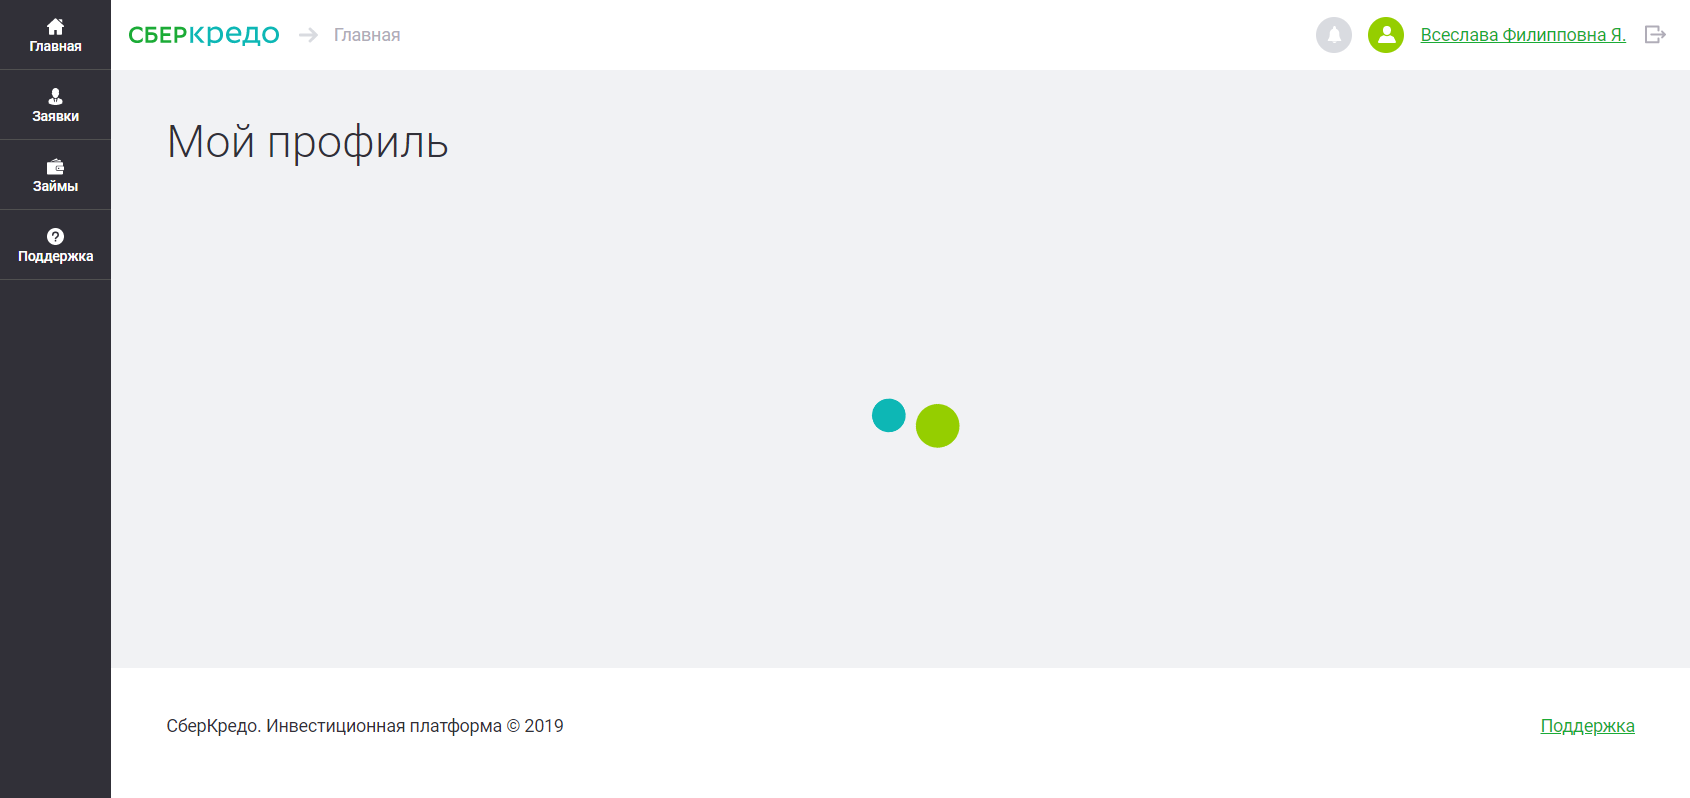 Главная
Заявки
Займы
Поддержка
СБЕРКРЕДО
Главная
Всеслава Филипповна Я.
Мой профиль
СберКредо. Инвестиционная платформа © 2019
Поддержка